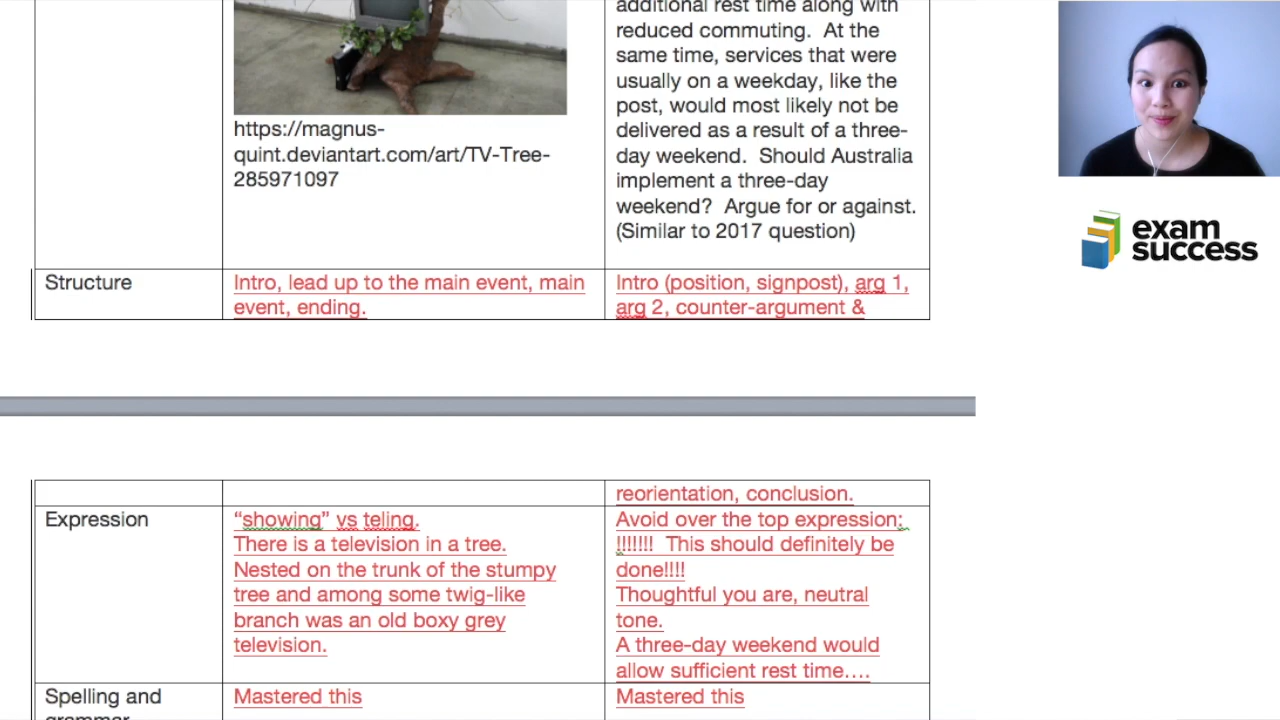 additional rest time along with
reduced commuting.  At the
same time, services that were
usually on a weekday, like the
post, would most likely not be
delivered as a result of a three-
day weekend.  Should Australia
implement a three-day
weekend?  Argue for or against.
(Similar to 2017 question)
https://magnus-
quint.deviantart.com/art/TV-Tree-
285971097
exam
success
Structure
Intro, lead up to the main event, main
event, ending.
Intro (position, signpost), arg 1,
arg 2, counter-argument &
reorientation, conclusion.
Expression
“showing” vs teling.
There is a television in a tree.
Nested on the trunk of the stumpy
tree and among some twig-like
branch was an old boxy grey
television.
Avoid over the top expression:
!!!!!!!  This should definitely be
done!!!!
Thoughtful you are, neutral
tone.
A three-day weekend would
allow sufficient rest time....
Spelling and
grammar
Mastered this
Mastered this